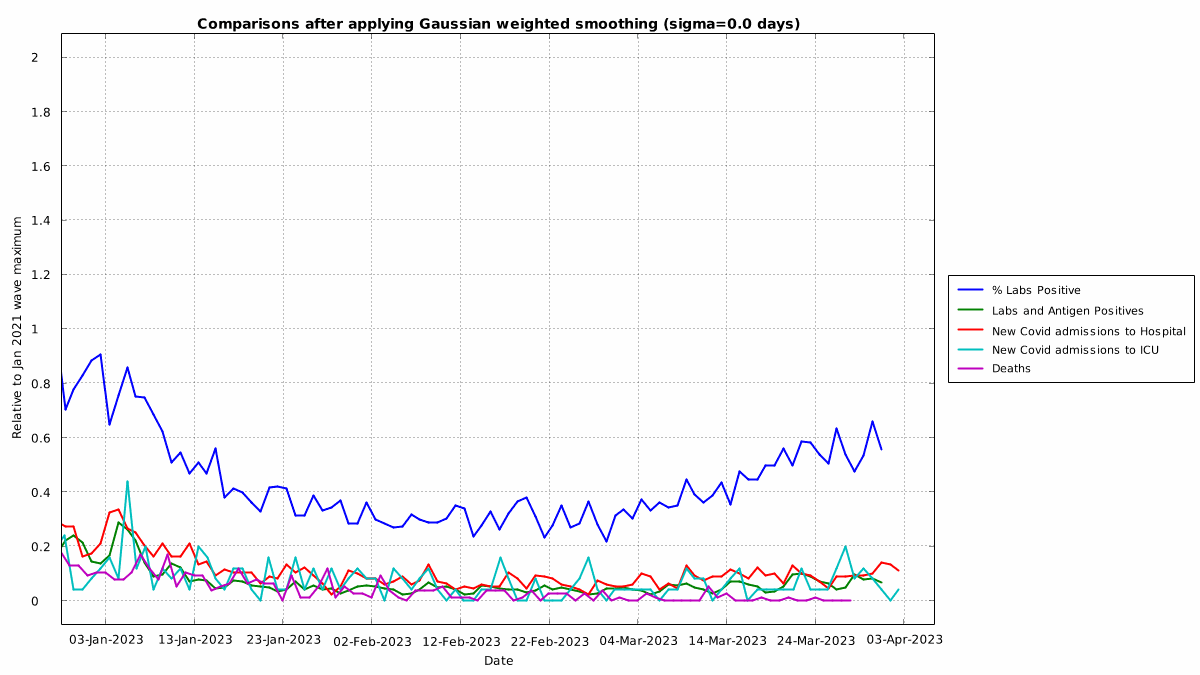 Comparisons after applying Gaussian weighted smoothing (sigma=0.0 days)
Relative to Jan 2021 wave maximum
2
1.8
1.6
1.4
1.2
1
0.8
0.6
0.4
0.2
0
03-Jan-2023 13-Jan-2023 23-Jan-2023 02-Feb-2023 12-Feb-2023 22-Feb-2023 04-Mar-2023 14-Mar-2023 24-Mar-2023 03-Apr-2023
Date
% Labs Positive
Labs and Antigen Positives
New Covid admissions to Hospital
New Covid admissions to ICU
Deaths